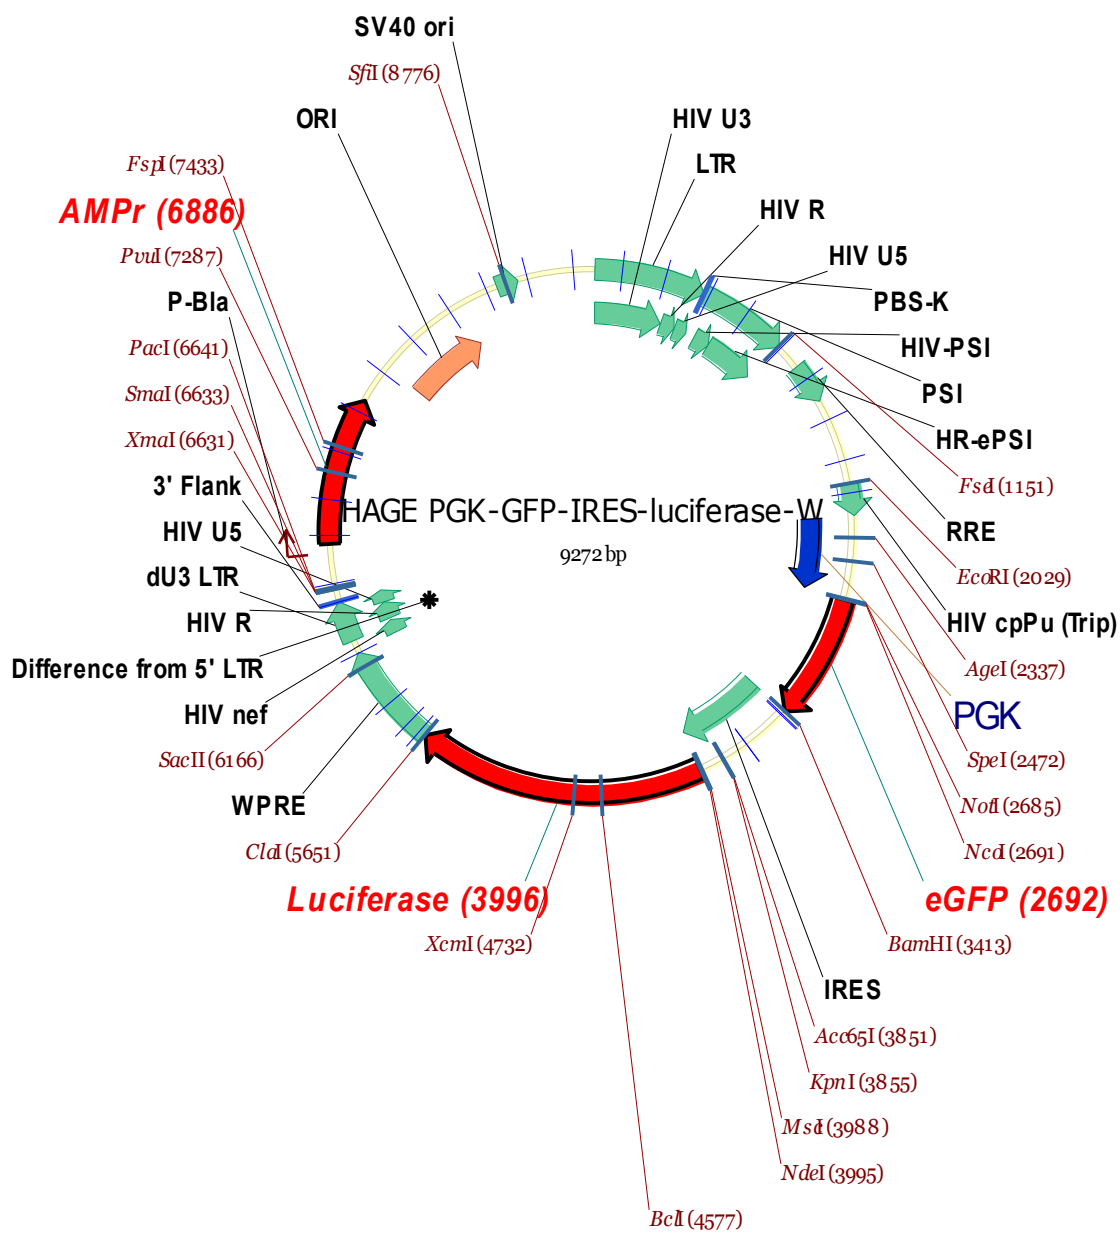 SV40 ori
SfiI (8776)
ORI
HIV U3
LTR
FspI (7433)
HIV R
AMPr (6886)
HIV U5
PvuI (7287)
PBS-K
P-Bla
HIV-PSI
PacI (6641)
PSI
SmaI (6633)
HR-ePSI
XmaI (6631)
3' Flank
FseI (1151)
HAGE PGK-GFP-IRES-luciferase-W
HIV U5
RRE
9272 bp
EcoRI (2029)
dU3 LTR
HIV R
HIV cpPu (Trip)
Difference from 5' LTR
*
AgeI (2337)
HIV nef
PGK
SacII (6166)
SpeI (2472)
WPRE
NotI (2685)
ClaI (5651)
NcoI (2691)
Luciferase (3996)
eGFP (2692)
XcmI (4732)
BamHI (3413)
IRES
Acc65I (3851)
KpnI (3855)
MscI (3988)
NdeI (3995)
BclI (4577)